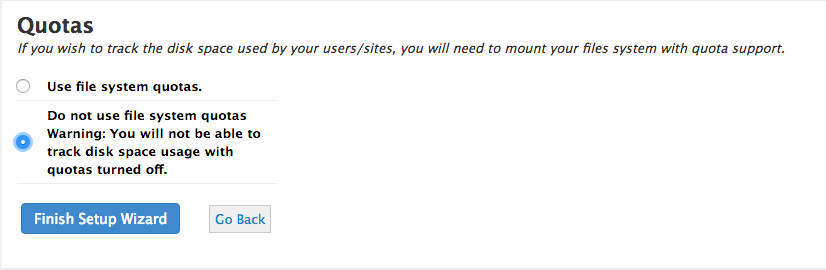 Quotas
If you wish to track the disk space used by your users/sites, you will need to mount your files system with quota support.
Use file system quotas.
Do not use file system quotas
Warning: You will not be able to
track disk space usage with
quotas turned off.
Finish Setup Wizard
Go Back